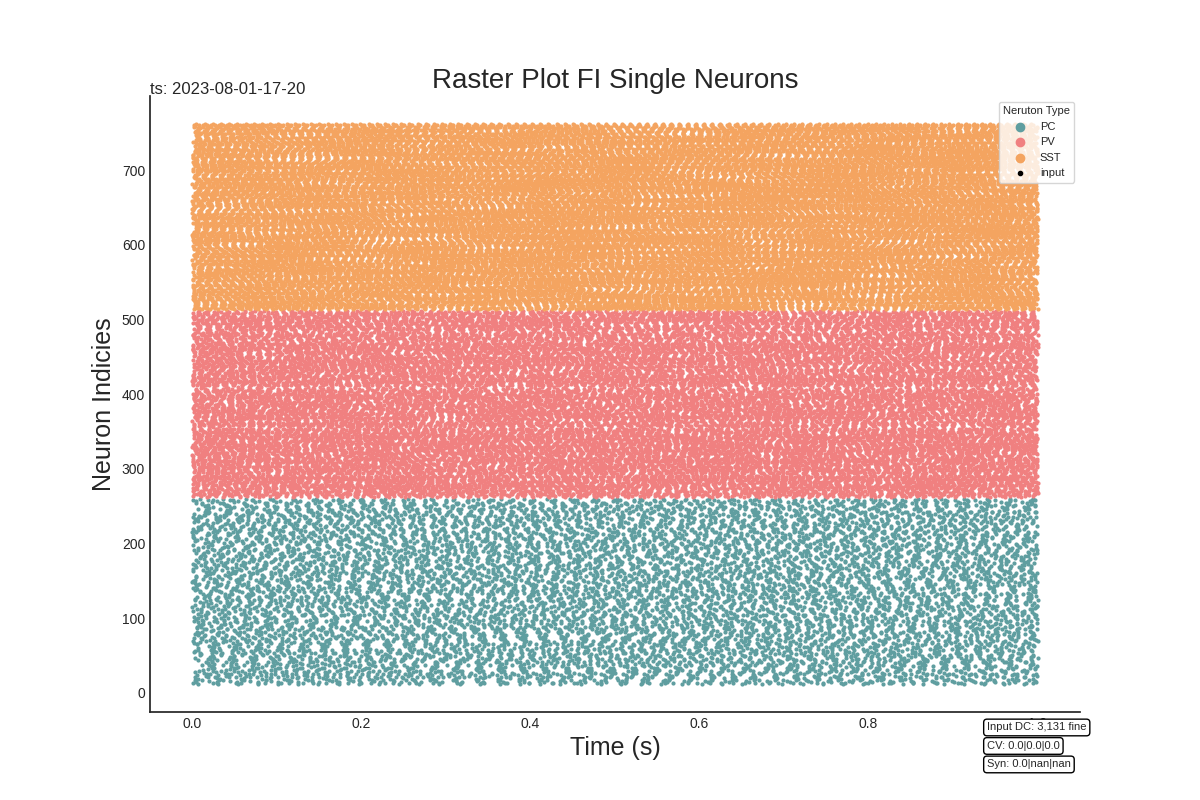 Raster Plot FI Single Neurons
ts: 2023-08-01-17-20
Neruton Type
PC
PV
SST
input
Neuron Indicies
700
600
500
400
300
200
100
0
0.0
0.2
0.4
0.6
0.8
Time (s)
Input DC: 3,131 fine
CV: 0.0|0.0|0.0
Syn: 0.0|nan|nan